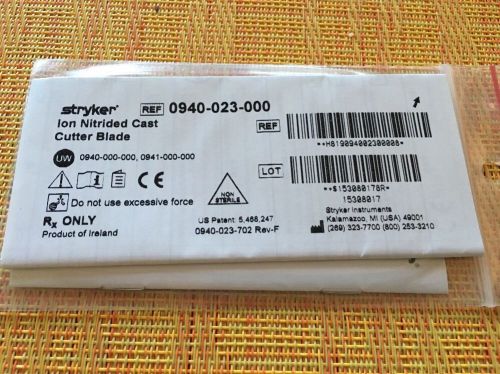 stryker® REF 0940-023-000
Ion Nitrided Cast
Cutter Blade
REF
**H819094002300008*
UW 0940-000-000, 0941-000-000
LOT
NON
STERILE
**$153080178R*
15308017
Do not use excessive force
Rx ONLY
Product of Ireland
US Patent: 5,468,247
0940-023-702 Rev-F
Stryker Instruments
Kalamazoo, MI (USA) 49001
(269) 323-7700 (800) 253-3210